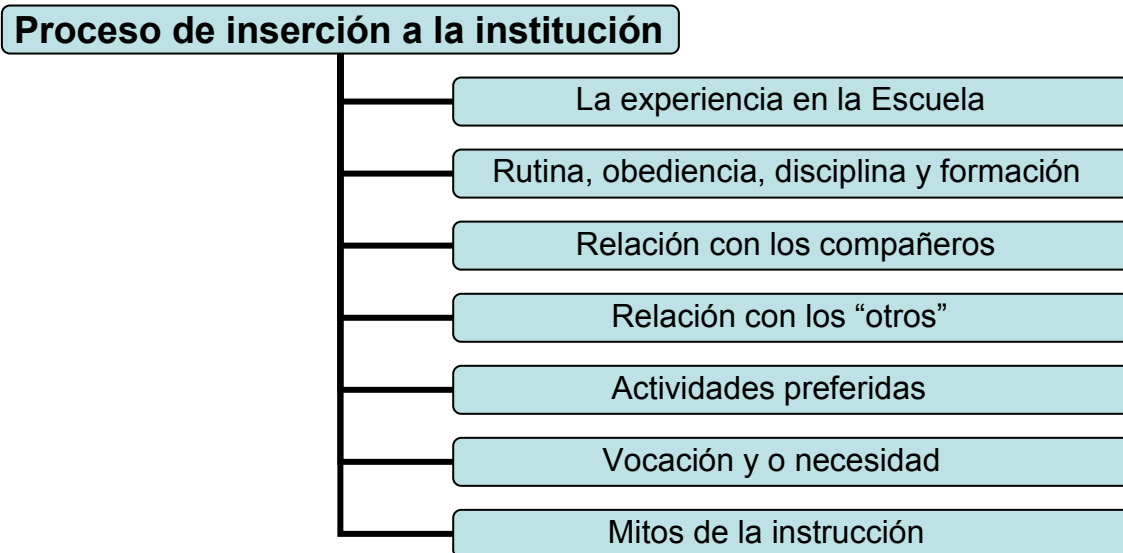 Proceso de inserción a la institución
La experiencia en la Escuela
Rutina, obediencia, disciplina y formación
Relación con los compañeros
Relación con los “otros”
Actividades preferidas
Vocación y o necesidad
Mitos de la instrucción